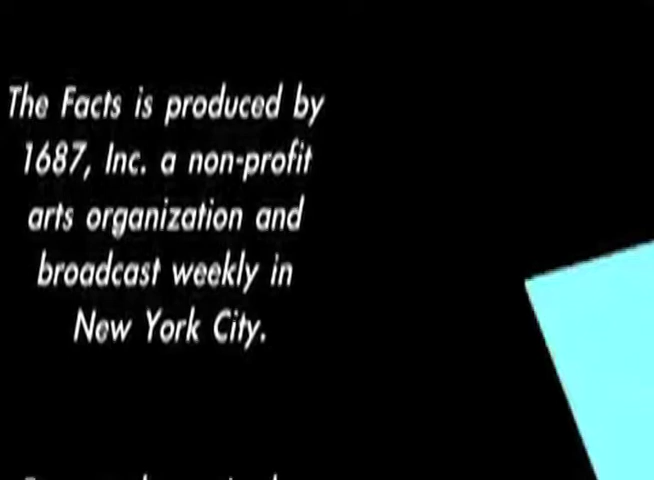 The Facts is produced by
1687, Inc. a non-profit
arts organization and
broadcast weekly in
New York City.